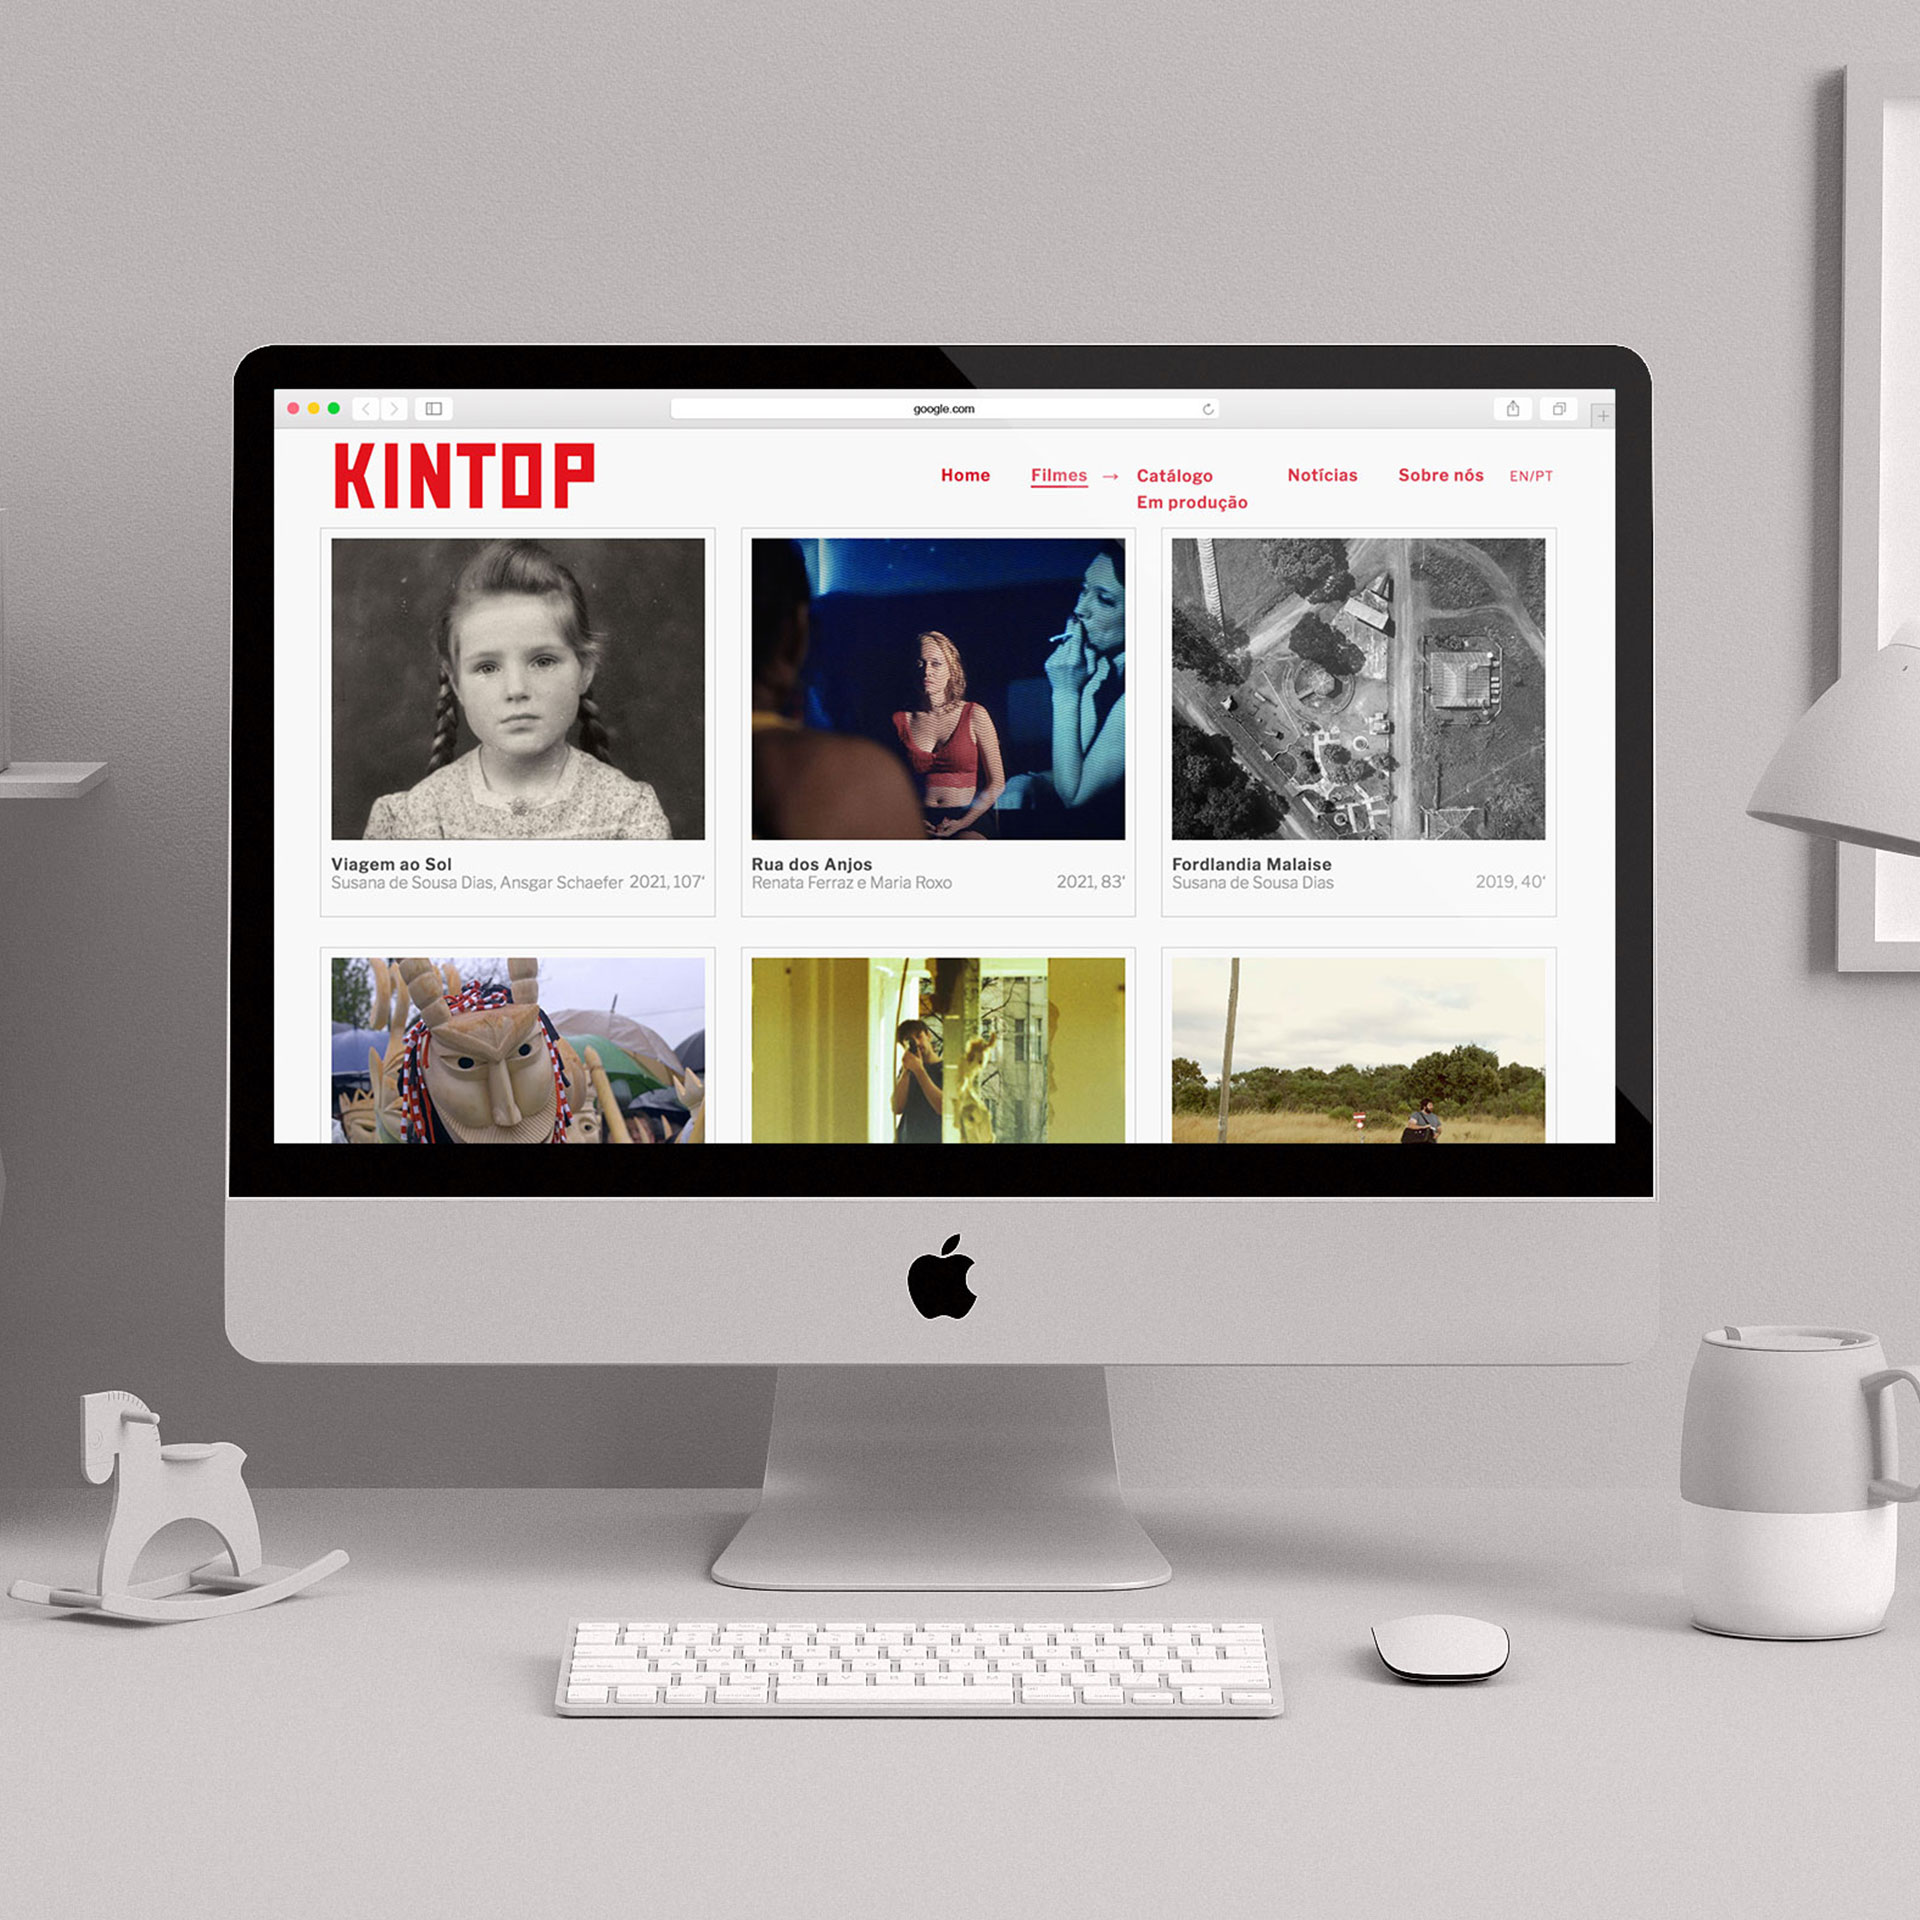 google.com
KINTOP
Home Filmes → Catálogo Notícias Sobre nós EN/PT
Em produção
Viagem ao Sol
Susana de Sousa Dias, Ansgar Schaefer 2021, 107'
Rua dos Anjos
Renata Ferraz e Maria Roxo 2021, 83'
Fordlandia Malaise
Susana de Sousa Dias 2019, 40'